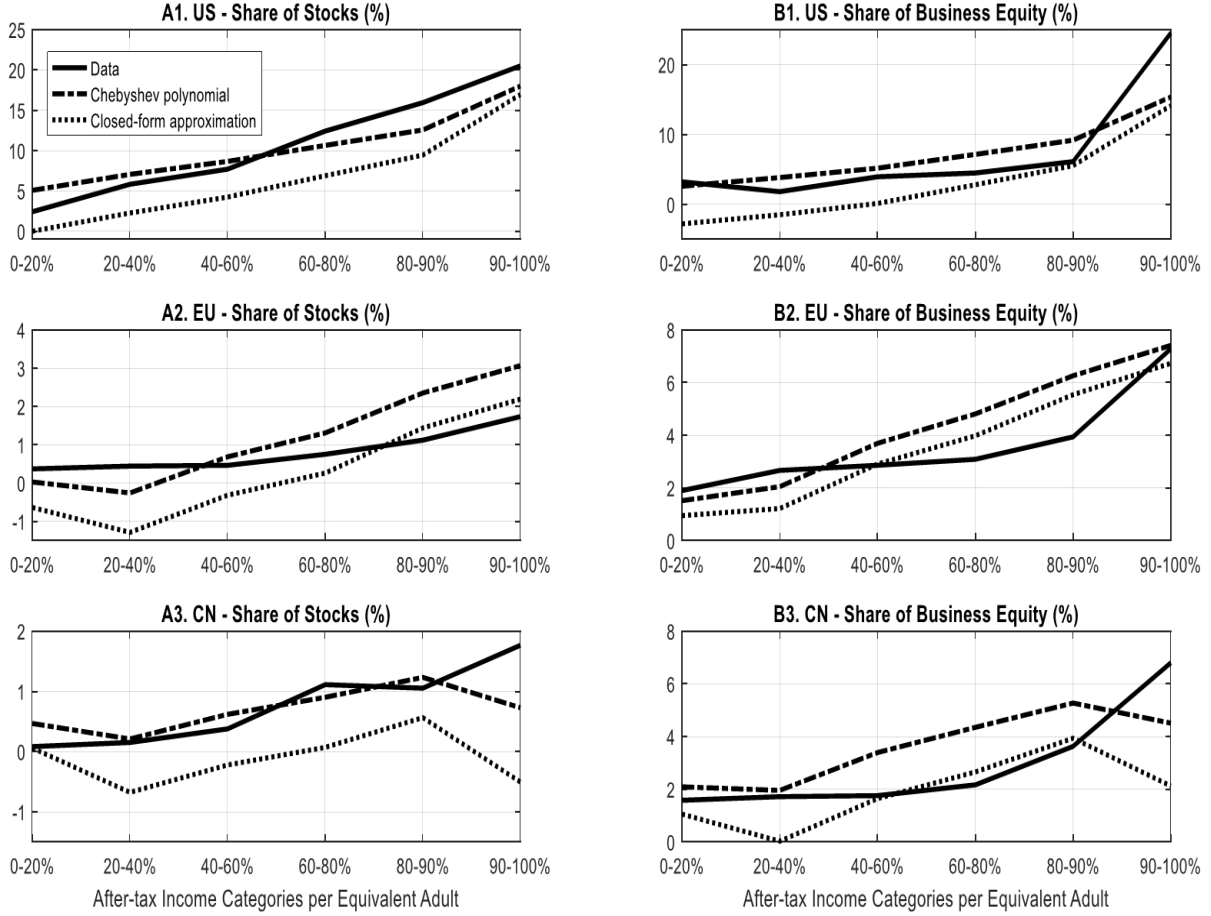 A1. US - Share of Stocks (%)
25
20
15
10
5
0
Data
Chebyshev polynomial
Closed-form approximation
0-20% 20-40% 40-60% 60-80% 80-90% 90-100%
B1. US - Share of Business Equity (%)
20
10
0
0-20% 20-40% 40-60% 60-80% 80-90% 90-100%
A2. EU - Share of Stocks (%)
4
3
2
1
0
-1
0-20% 20-40% 40-60% 60-80% 80-90% 90-100%
B2. EU - Share of Business Equity (%)
8
6
4
2
0
0-20% 20-40% 40-60% 60-80% 80-90% 90-100%
A3. CN - Share of Stocks (%)
2
1
0
-1
0-20% 20-40% 40-60% 60-80% 80-90% 90-100%
After-tax Income Categories per Equivalent Adult
B3. CN - Share of Business Equity (%)
8
6
4
2
0
0-20% 20-40% 40-60% 60-80% 80-90% 90-100%
After-tax Income Categories per Equivalent Adult